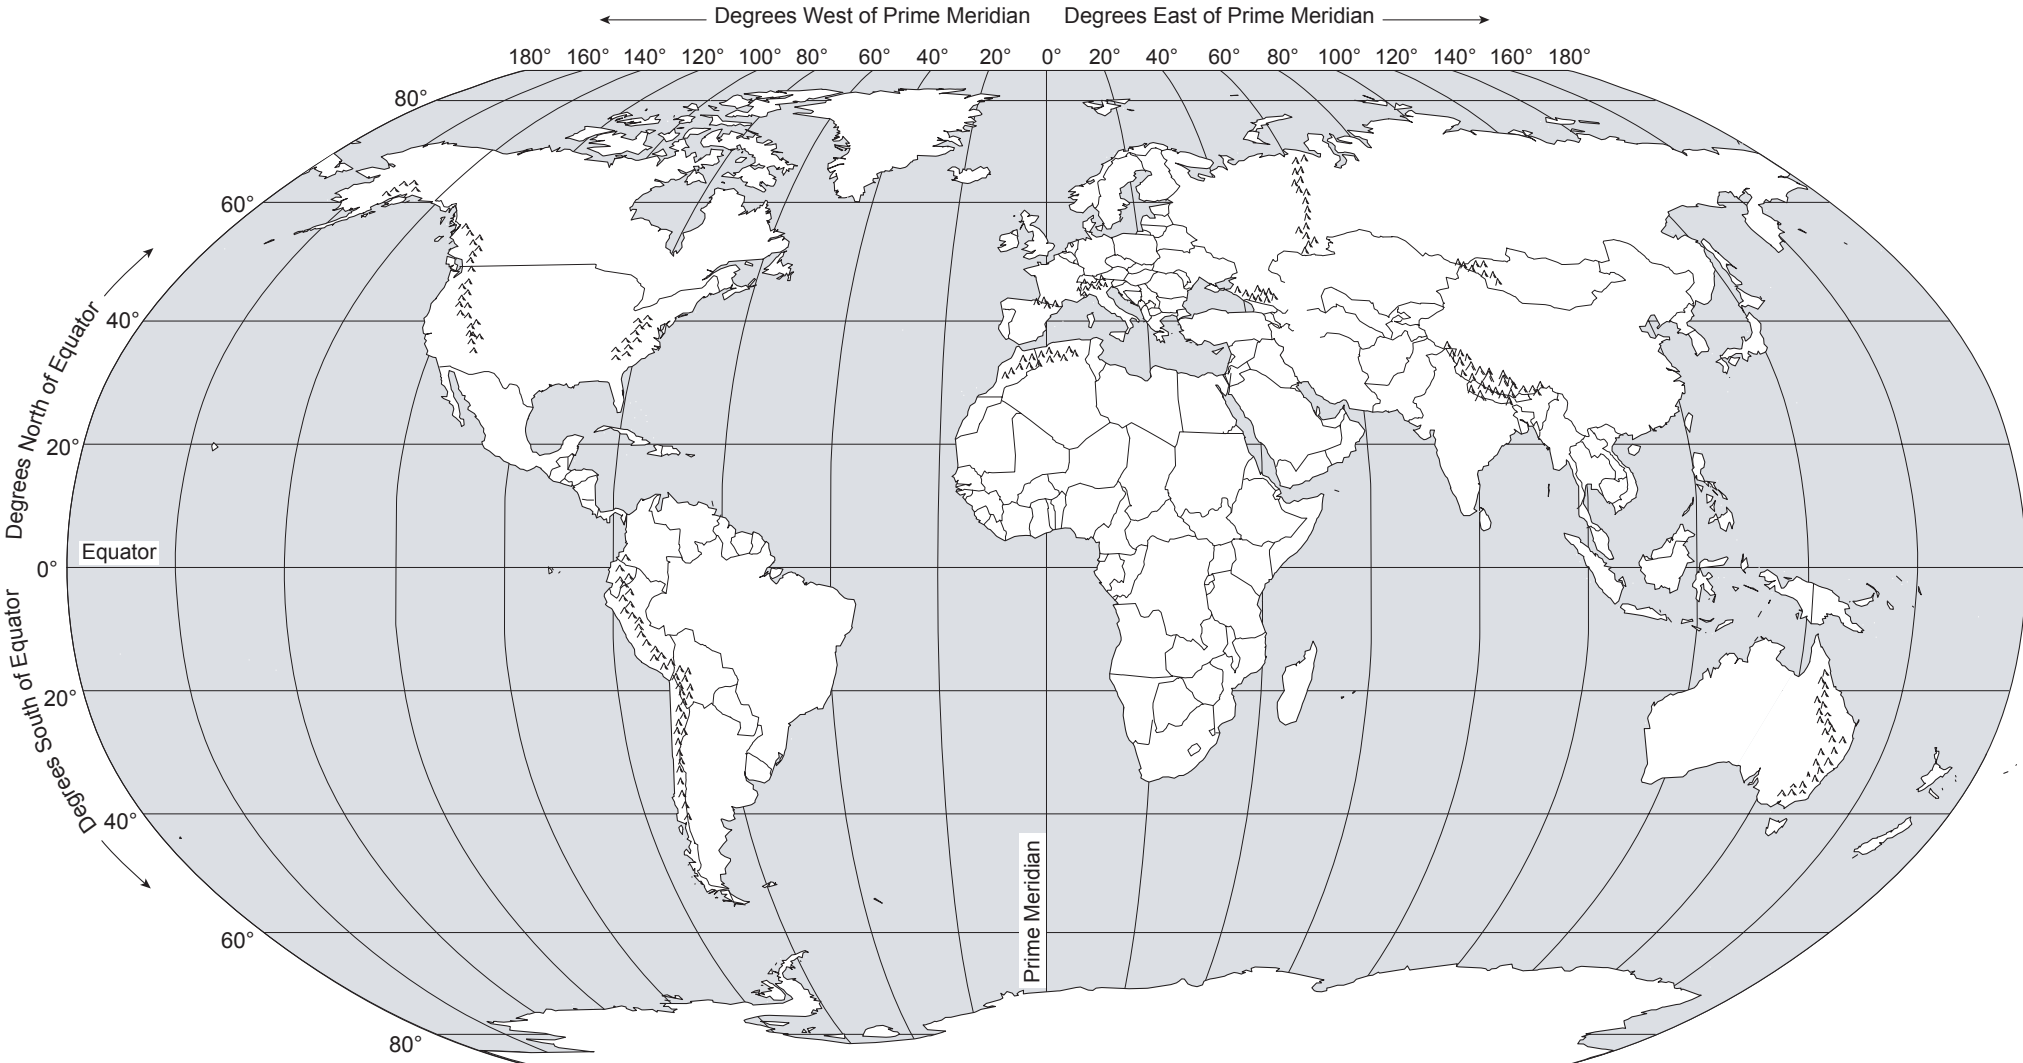 Degrees West of Prime Meridian Degrees East of Prime Meridian
180° 160° 140° 120° 100° 80° 60° 40° 20° 0° 20° 40° 60° 80° 100° 120° 140° 160° 180°
80°
60°
40°
20°
0°
20°
40°
60°
80°
Degrees North of Equator
Equator
Degrees South of Equator
Prime Meridian